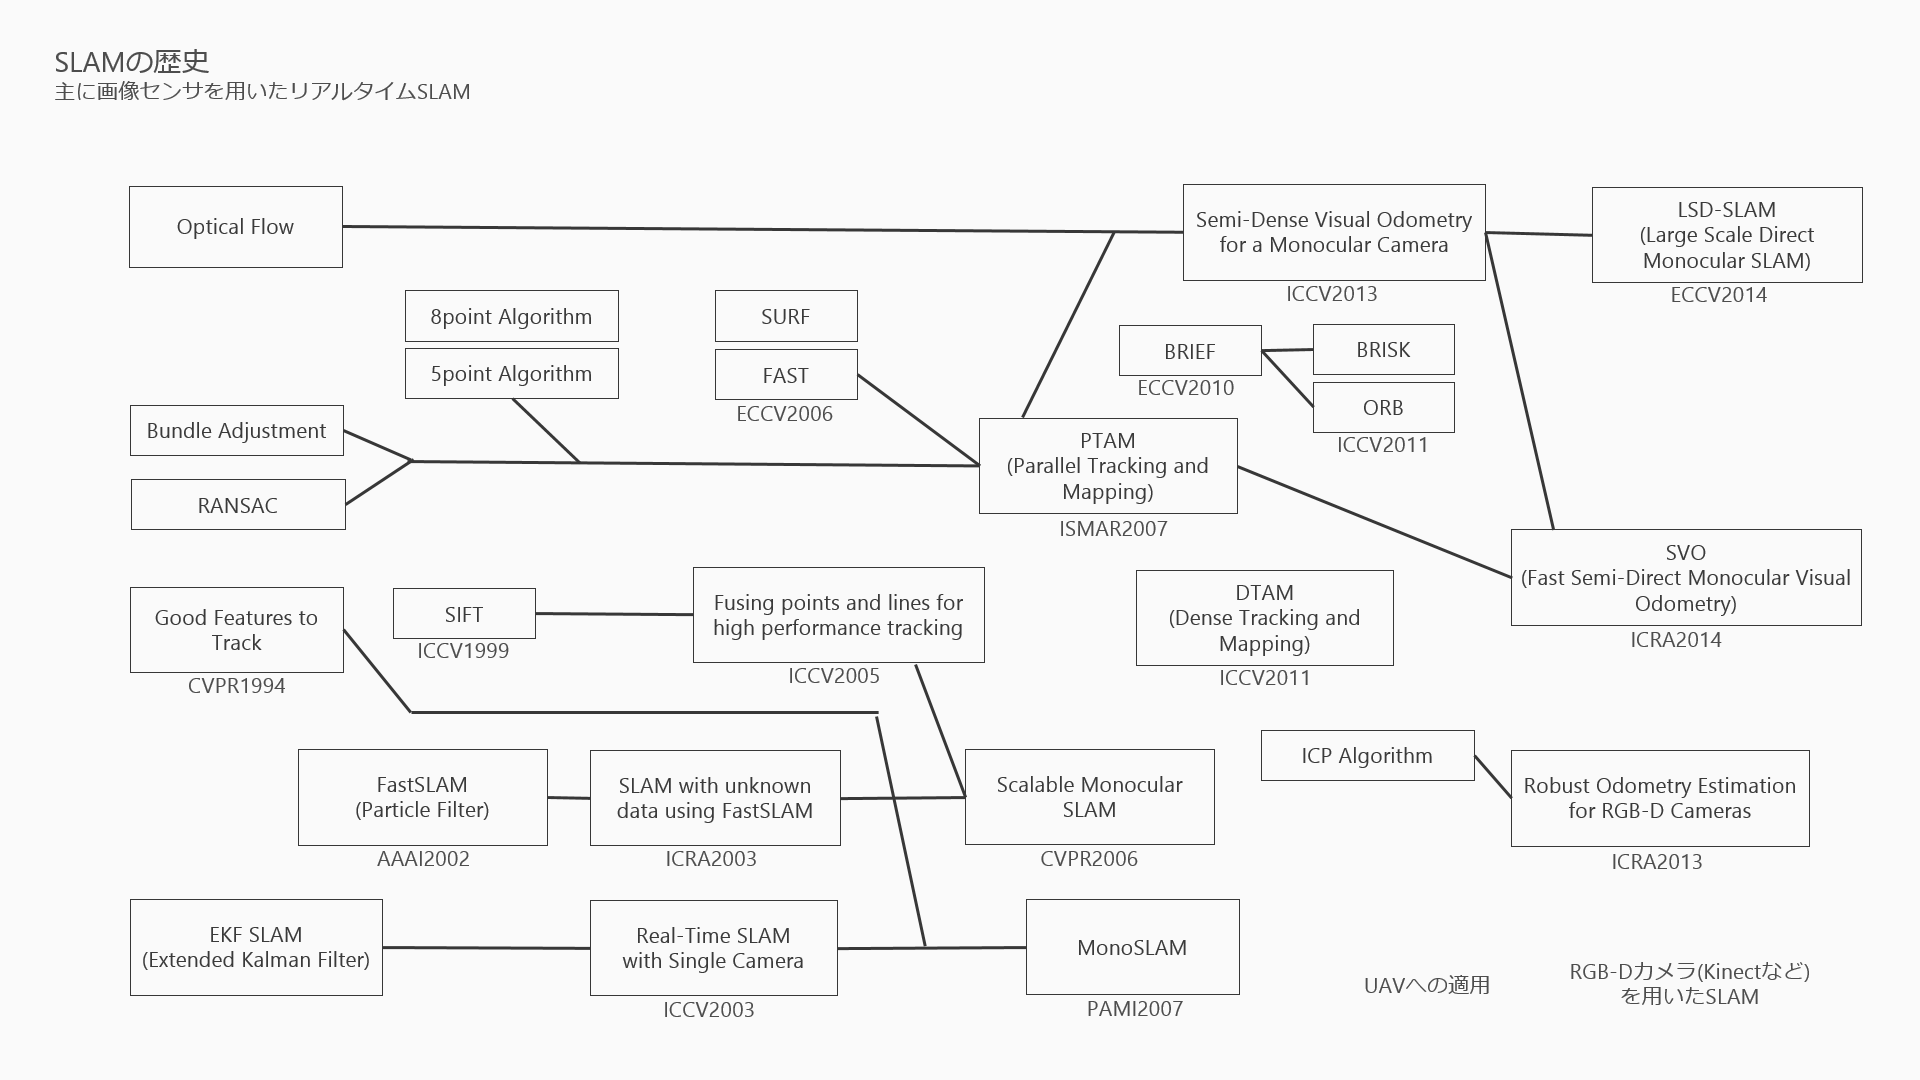 SLAMの歴史
主に画像センサを用いたリアルタイムSLAM
Optical Flow
Semi-Dense Visual Odometry
for a Monocular Camera
ICCV2013
LSD-SLAM
(Large Scale Direct
Monocular SLAM)
ECCV2014
8point Algorithm
5point Algorithm
SURF
FAST
ECCV2006
BRIEF
ECCV2010
BRISK
ORB
ICCV2011
Bundle Adjustment
RANSAC
PTAM
(Parallel Tracking and
Mapping)
ISMAR2007
SVO
(Fast Semi-Direct Monocular Visual
Odometry)
ICRA2014
Good Features to
Track
CVPR1994
SIFT
ICCV1999
Fusing points and lines for
high performance tracking
ICCV2005
DTAM
(Dense Tracking and
Mapping)
ICCV2011
FastSLAM
(Particle Filter)
AAAI2002
SLAM with unknown
data using FastSLAM
ICRA2003
Scalable Monocular
SLAM
CVPR2006
ICP Algorithm
Robust Odometry Estimation
for RGB-D Cameras
ICRA2013
EKF SLAM
(Extended Kalman Filter)
Real-Time SLAM
with Single Camera
ICCV2003
MonoSLAM
PAMI2007
UAVへの適用
RGB-Dカメラ(Kinectなど)
を用いたSLAM